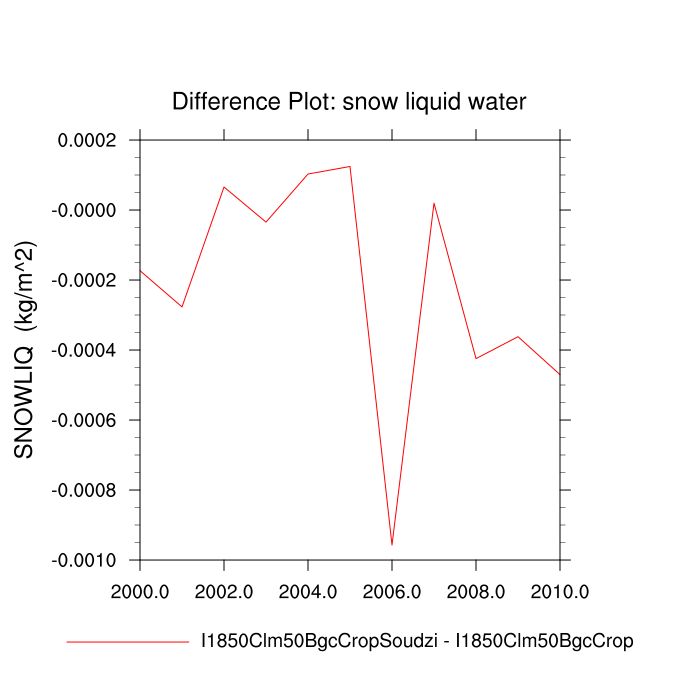 Difference Plot: snow liquid water
SNOWLIQ (kg/m^2)
0.0002
-0.0000
-0.0002
-0.0004
-0.0006
-0.0008
-0.0010
2000.0 2002.0 2004.0 2006.0 2008.0 2010.0
I1850Clm50BgcCropSoudzi - I1850Clm50BgcCrop